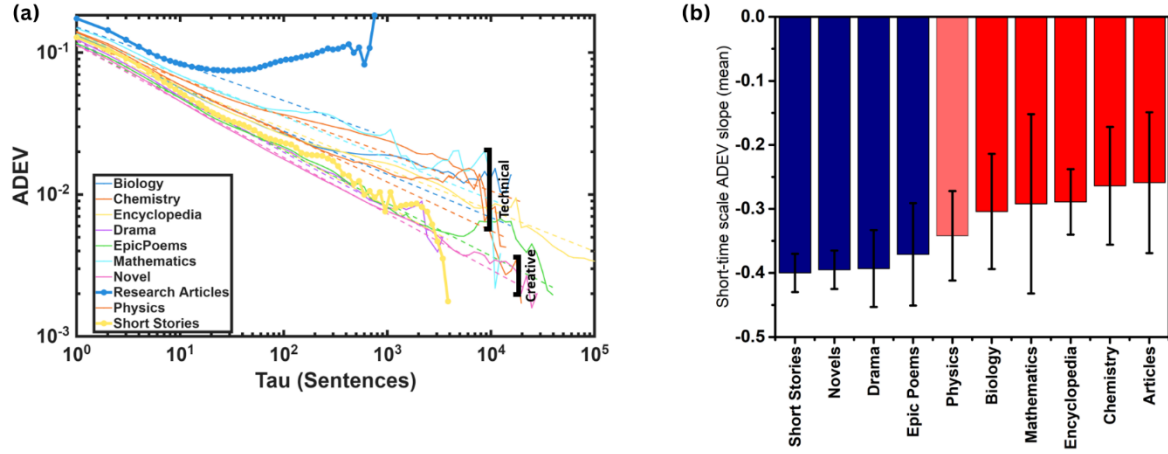 (a)
10⁻¹
10⁻²
10⁻³
ADEV
Biology
Chemistry
Encyclopedia
Drama
EpicPoems
Mathematics
Novel
Research Articles
Physics
Short Stories
Technical
Creative
10⁰ 10¹ 10² 10³ 10⁴ 10⁵
Tau (Sentences)
(b)
0.0
-0.1
-0.2
-0.3
-0.4
-0.5
Short-time scale ADEV slope (mean)
Short Stories
Novels
Drama
Epic Poems
Physics
Biology
Mathematics
Encyclopedia
Chemistry
Articles